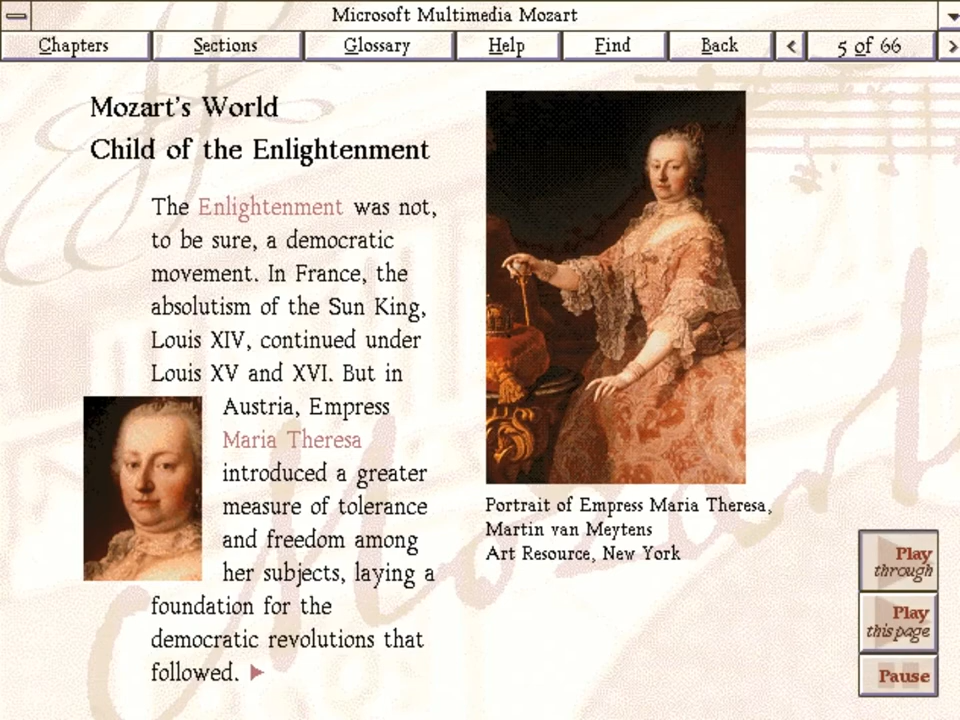 Microsoft Multimedia Mozart
Chapters Sections Glossary Help Find Back < 5 of 66 >
Mozart's World
Child of the Enlightenment
The Enlightenment was not,
to be sure, a democratic
movement. In France, the
absolutism of the Sun King,
Louis XIV, continued under
Louis XV and XVI. But in
Austria, Empress
Maria Theresa
introduced a greater
measure of tolerance
and freedom among
her subjects, laying a
foundation for the
democratic revolutions that
followed.
Portrait of Empress Maria Theresa,
Martin van Meytens
Art Resource, New York
Play
through
Play
this page
Pause